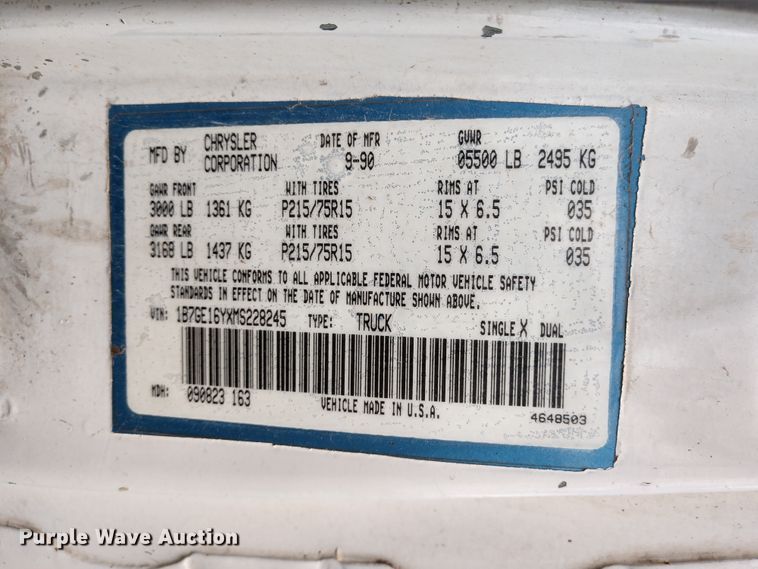 MFD BY CHRYSLER CORPORATION DATE OF MFR 9-90 GVWR 05500 LB 2495 KG
GAWR FRONT WITH TIRES RIMS AT PSI COLD
3000 LB 1361 KG P215/75R15 15 X 6.5 035
GAWR REAR WITH TIRES RIMS AT PSI COLD
3168 LB 1437 KG P215/75R15 15 X 6.5 035
THIS VEHICLE CONFORMS TO ALL APPLICABLE FEDERAL MOTOR VEHICLE SAFETY
STANDARDS IN EFFECT ON THE DATE OF MANUFACTURE SHOWN ABOVE.
VIN: 1B7GE16YXMS228245 TYPE: TRUCK SINGLE X DUAL
MDH: 090823 163 VEHICLE MADE IN U.S.A. 4648503
Purple Wave Auction